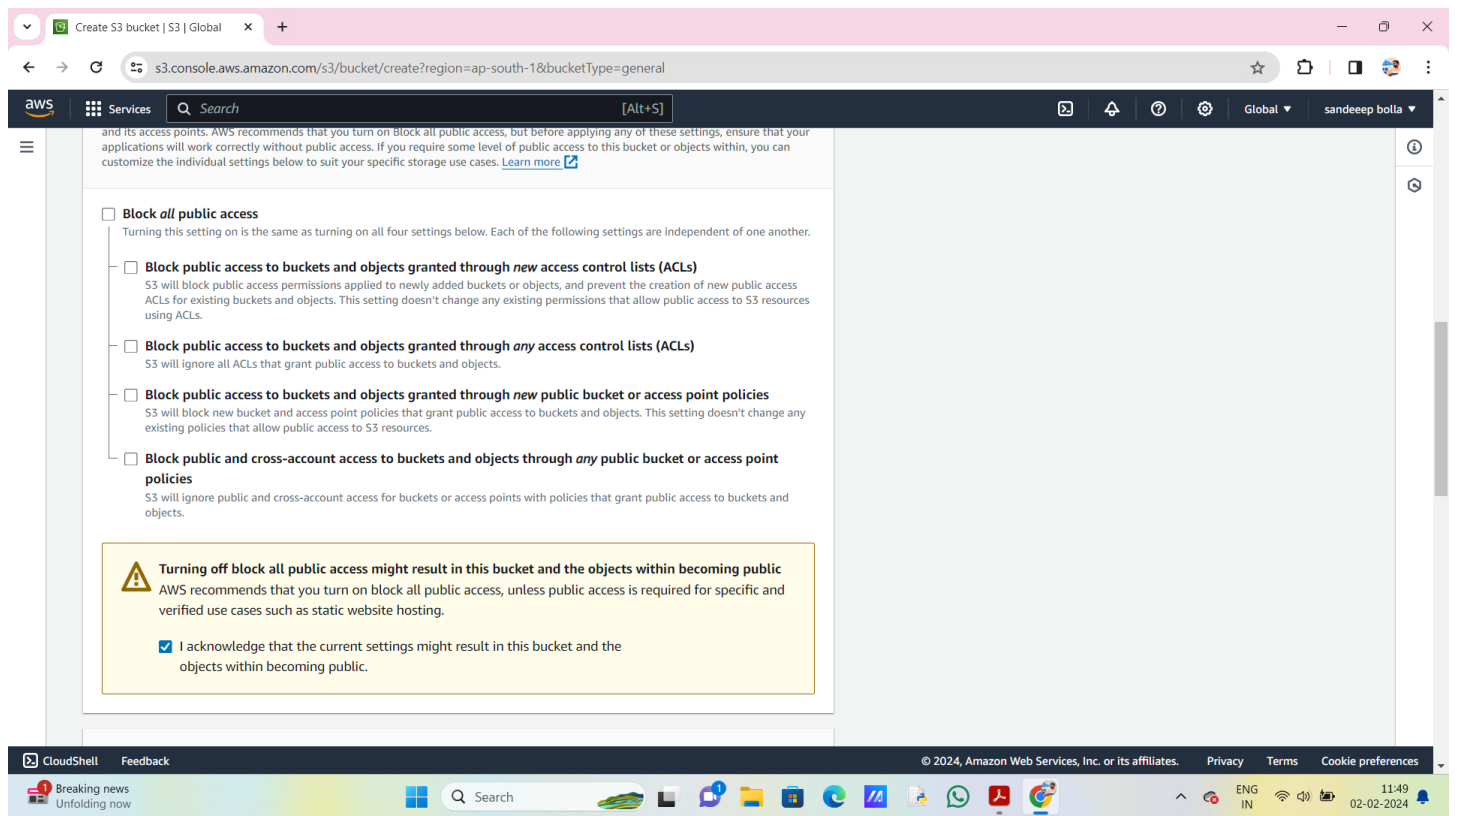 Create S3 bucket | S3 | Global
s3.console.aws.amazon.com/s3/bucket/create?region=ap-south-1&bucketType=general
aws
Services
Search
[Alt+S]
Global
sandeeep bolla
and its access points. AWS recommends that you turn on Block all public access, but before applying any of these settings, ensure that your
applications will work correctly without public access. If you require some level of public access to this bucket or objects within, you can
customize the individual settings below to suit your specific storage use cases. Learn more
Block all public access
Turning this setting on is the same as turning on all four settings below. Each of the following settings are independent of one another.
Block public access to buckets and objects granted through new access control lists (ACLs)
S3 will block public access permissions applied to newly added buckets or objects, and prevent the creation of new public access
ACLs for existing buckets and objects. This setting doesn't change any existing permissions that allow public access to S3 resources
using ACLs.
Block public access to buckets and objects granted through any access control lists (ACLs)
S3 will ignore all ACLs that grant public access to buckets and objects.
Block public access to buckets and objects granted through new public bucket or access point policies
S3 will block new bucket and access point policies that grant public access to buckets and objects. This setting doesn't change any
existing policies that allow public access to S3 resources.
Block public and cross-account access to buckets and objects through any public bucket or access point
policies
S3 will ignore public and cross-account access for buckets or access points with policies that grant public access to buckets and
objects.
Turning off block all public access might result in this bucket and the objects within becoming public
AWS recommends that you turn on block all public access, unless public access is required for specific and
verified use cases such as static website hosting.
I acknowledge that the current settings might result in this bucket and the
objects within becoming public.
CloudShell
Feedback
© 2024, Amazon Web Services, Inc. or its affiliates.
Privacy
Terms
Cookie preferences
1
Breaking news
Unfolding now
Search
1
ENG
IN
11:49
02-02-2024